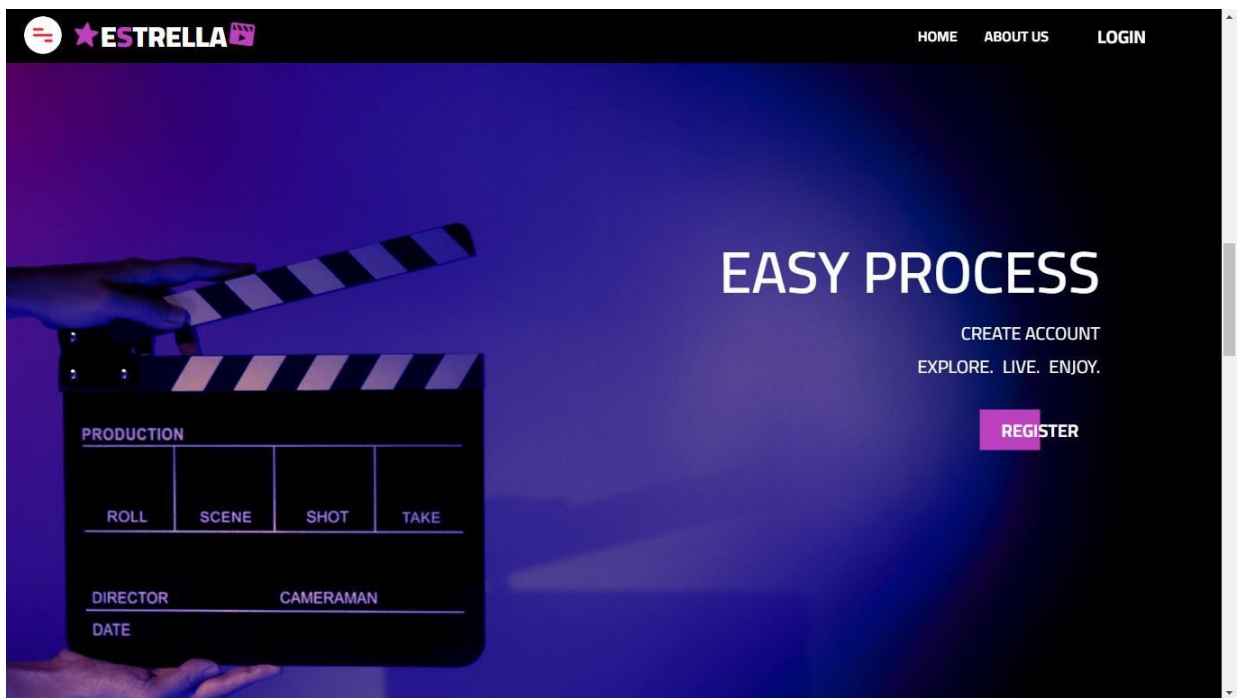 ESTRELLA
HOME ABOUT US LOGIN
EASY PROCESS
CREATE ACCOUNT
EXPLORE. LIVE. ENJOY.
REGISTER
PRODUCTION
ROLL SCENE SHOT TAKE
DIRECTOR CAMERAMAN
DATE